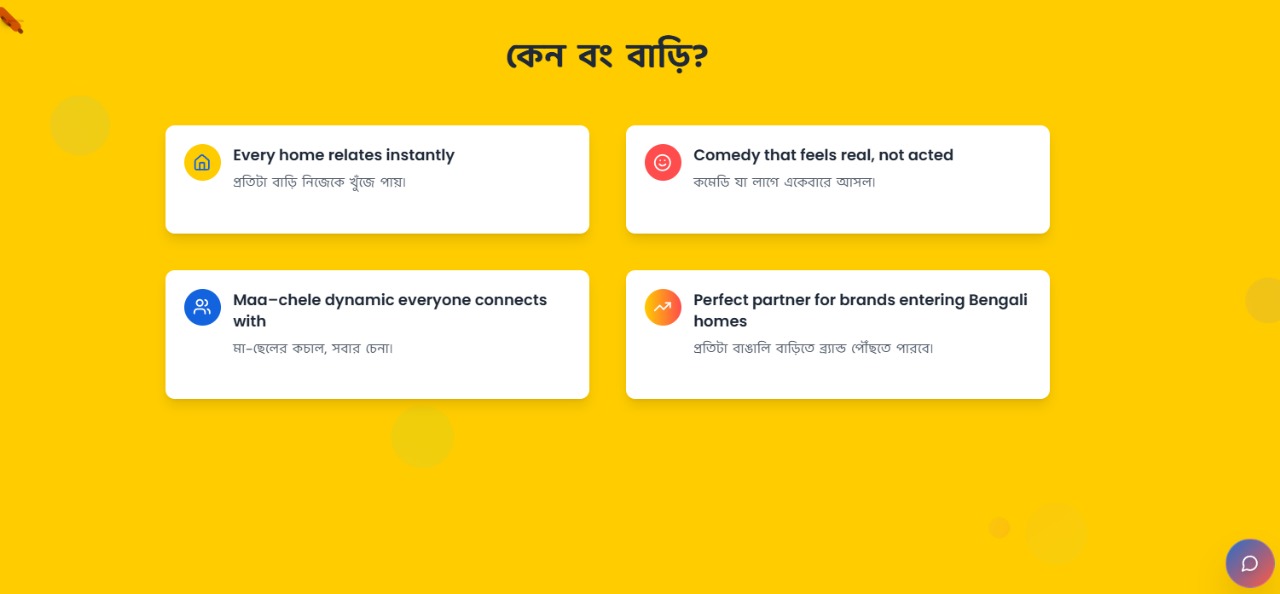 কেন বং বাড়ি?
Every home relates instantly
প্রতিটা বাড়ি নিজেকে খুঁজে পায়।
Comedy that feels real, not acted
কমেডি যা লাগে একেবারে আসল।
Maa-chele dynamic everyone connects
with
মা-ছেলের কচাল, সবার চেনা।
Perfect partner for brands entering Bengali
homes
প্রতিটা বাঙালি বাড়িতে ব্র্যান্ড পৌঁছতে পারবে।